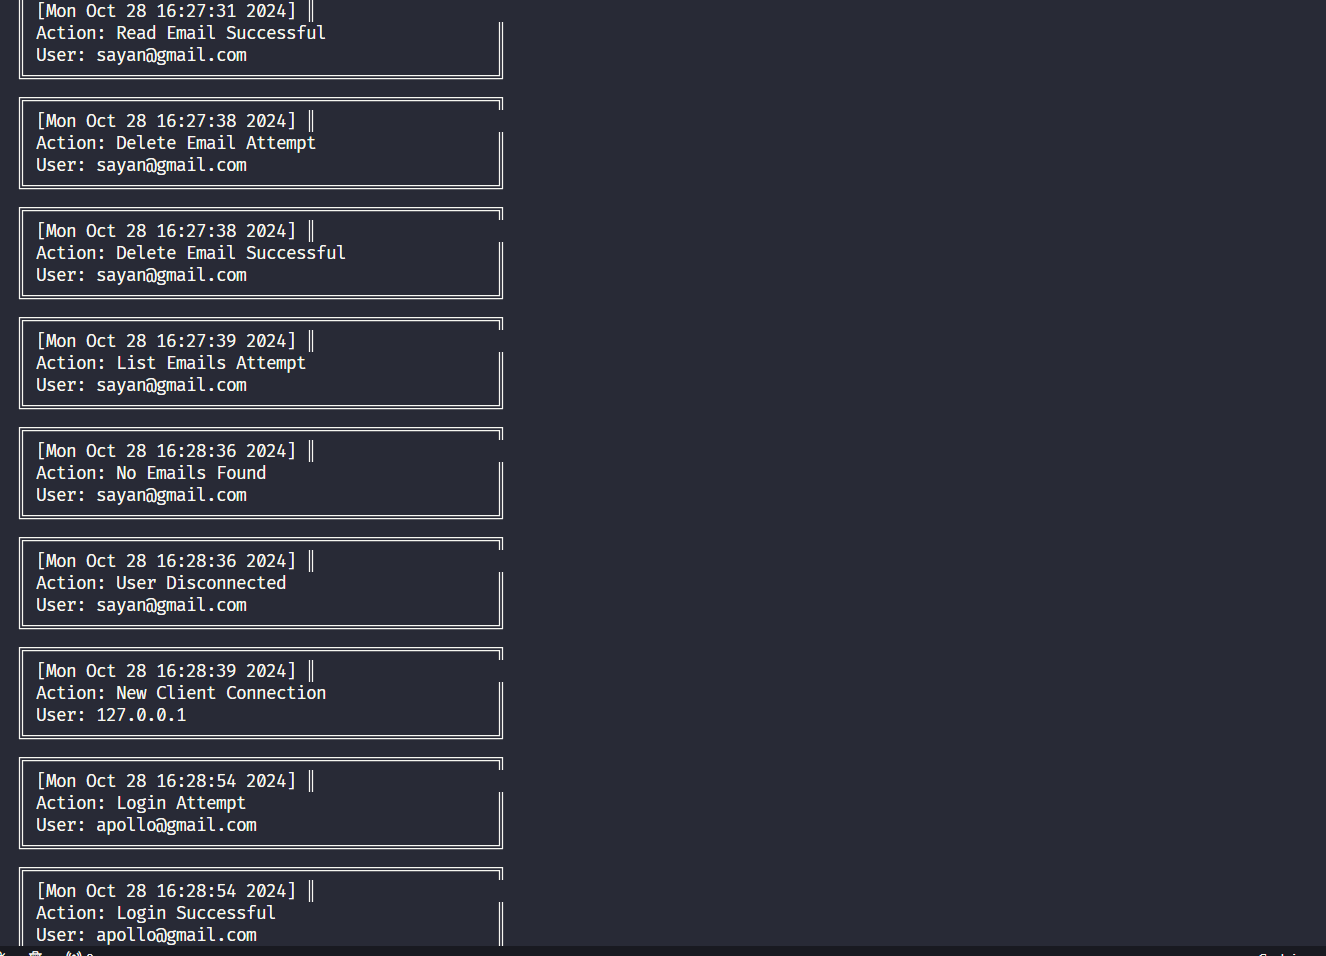 [Mon Oct 28 16:27:31 2024] ║
Action: Read Email Successful
User: sayan@gmail.com
[Mon Oct 28 16:27:38 2024] ║
Action: Delete Email Attempt
User: sayan@gmail.com
[Mon Oct 28 16:27:38 2024] ║
Action: Delete Email Successful
User: sayan@gmail.com
[Mon Oct 28 16:27:39 2024] ║
Action: List Emails Attempt
User: sayan@gmail.com
[Mon Oct 28 16:28:36 2024] ║
Action: No Emails Found
User: sayan@gmail.com
[Mon Oct 28 16:28:36 2024] ║
Action: User Disconnected
User: sayan@gmail.com
[Mon Oct 28 16:28:39 2024] ║
Action: New Client Connection
User: 127.0.0.1
[Mon Oct 28 16:28:54 2024] ║
Action: Login Attempt
User: apollo@gmail.com
[Mon Oct 28 16:28:54 2024] ║
Action: Login Successful
User: apollo@gmail.com